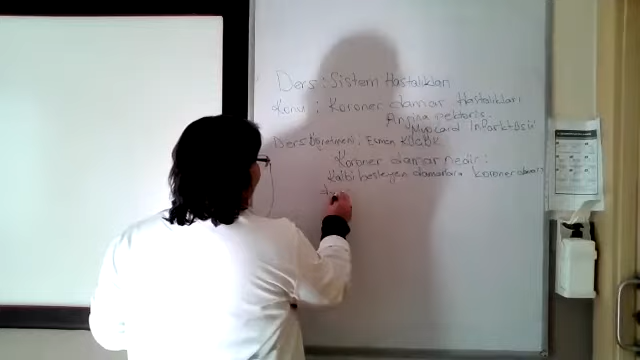 Ders : Sistem Hastalıkları
Konu : Koroner damar Hastalıkları
Angina pektoris.
Myocard İnfarktüsü
Ders Öğretmeni :
Koroner damar nedir :
Kalbi besleyen damarlara koroner damar